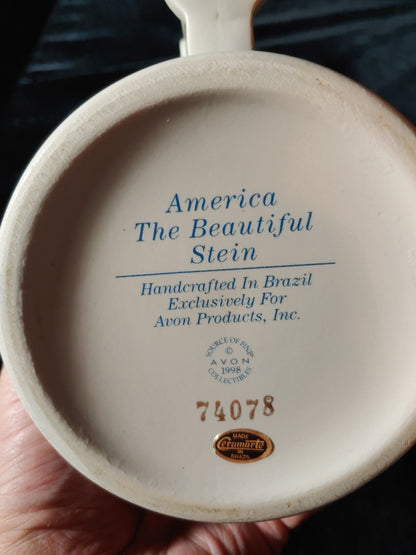 America
The Beautiful
Stein
Handcrafted In Brazil
Exclusively For
Avon Products, Inc.
SOURCE OF FINE
©
AVON
1998
COLLECTIBLES
74078
MADE
Ceramarte
IN
BRAZIL